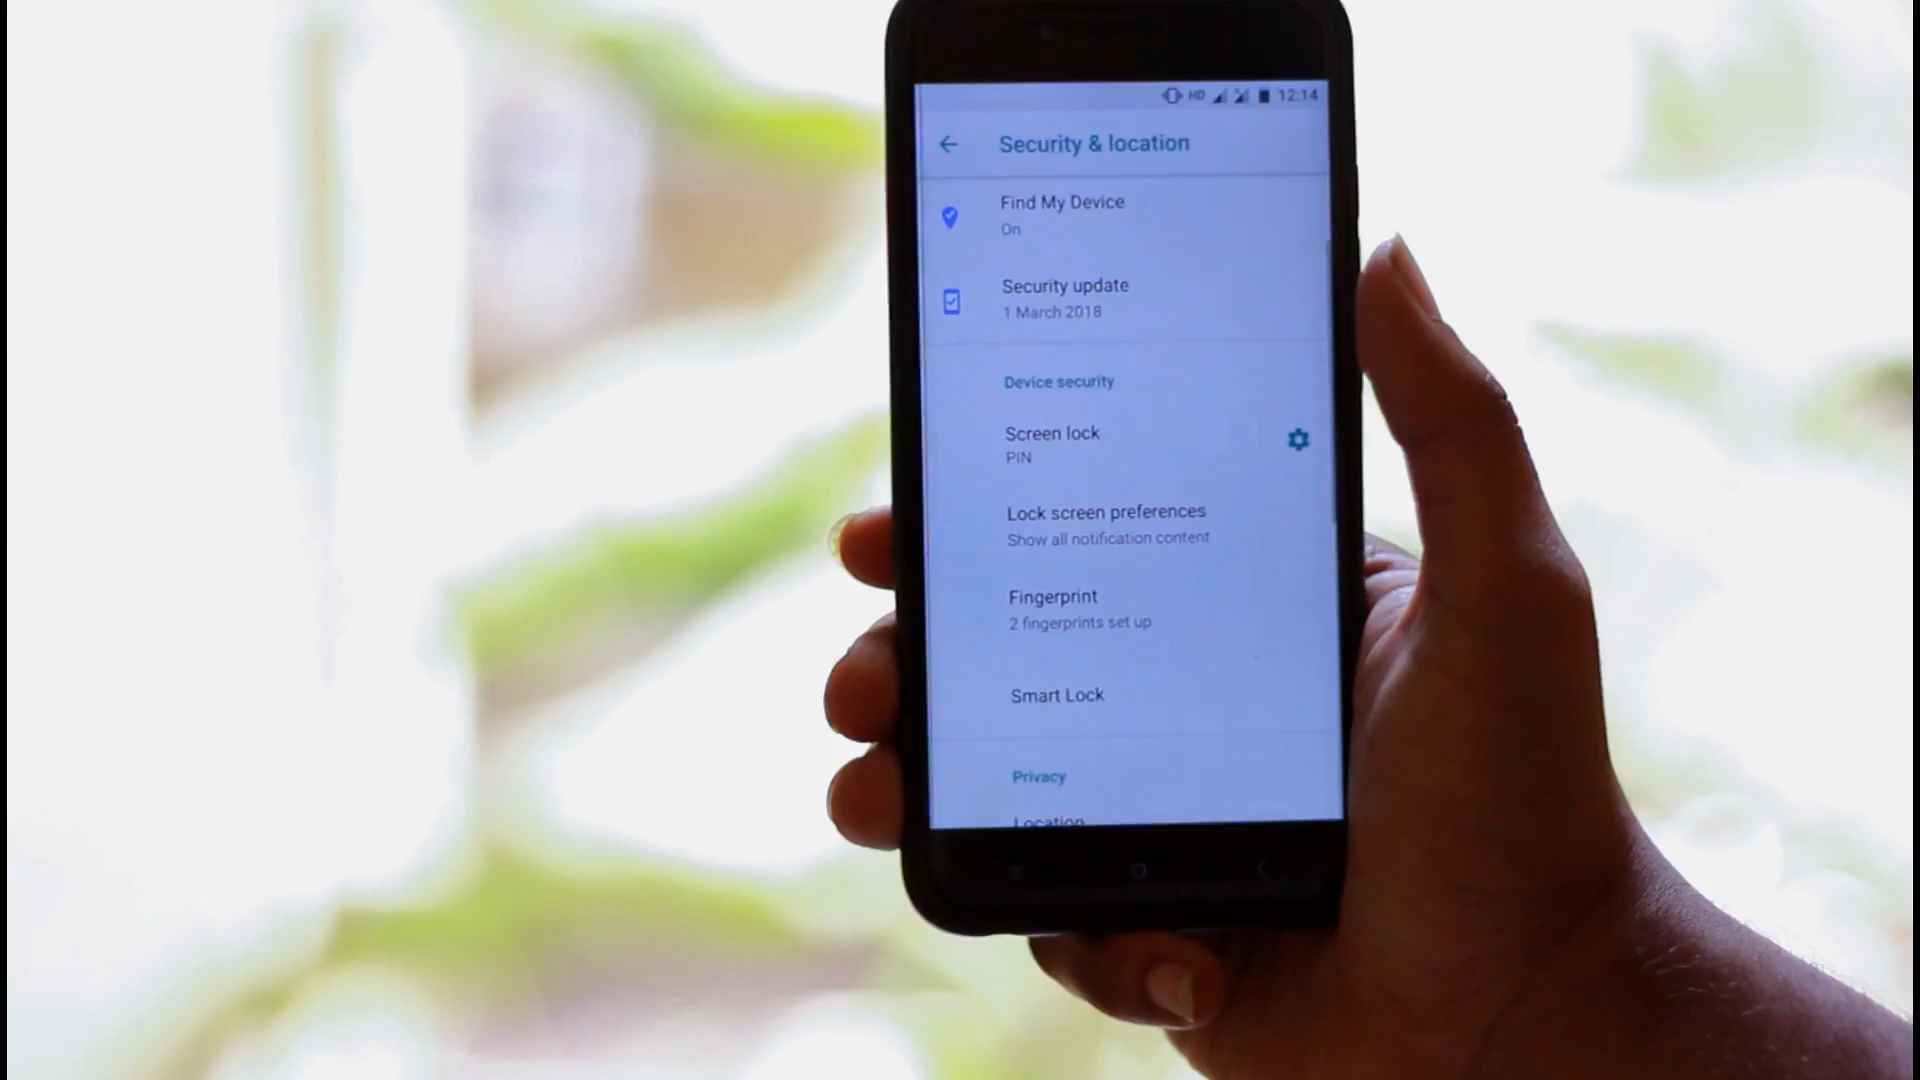 HD 12:14
Security & location
Find My Device
On
Security update
1 March 2018
Device security
Screen lock
PIN
Lock screen preferences
Show all notification content
Fingerprint
2 fingerprints set up
Smart Lock
Privacy
Location